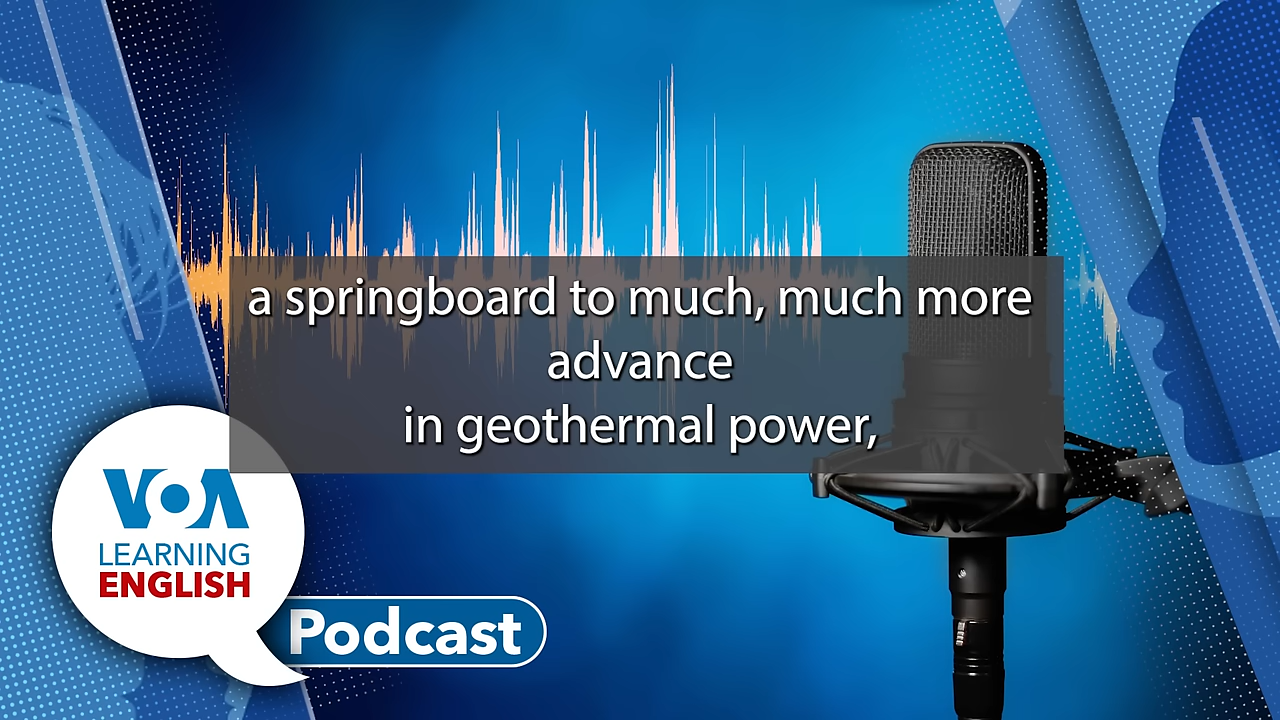 a springboard to much, much more
advance
in geothermal power,
VOA
LEARNING
ENGLISH
Podcast